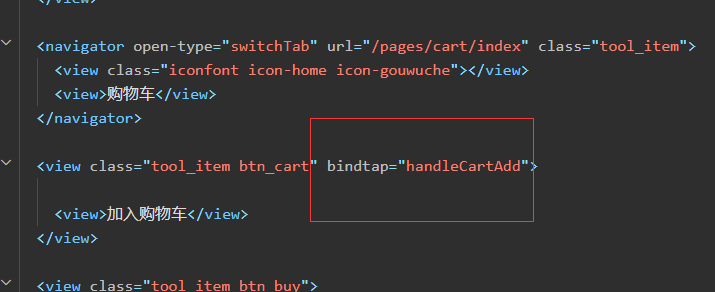 </view>
<navigator open-type="switchTab" url="/pages/cart/index" class="tool_item">
<view class="iconfont icon-home icon-gouwuche"></view>
<view>购物车</view>
</navigator>
<view class="tool_item btn_cart" bindtap="handleCartAdd">
<view>加入购物车</view>
</view>
<view class="tool_item btn_buy">